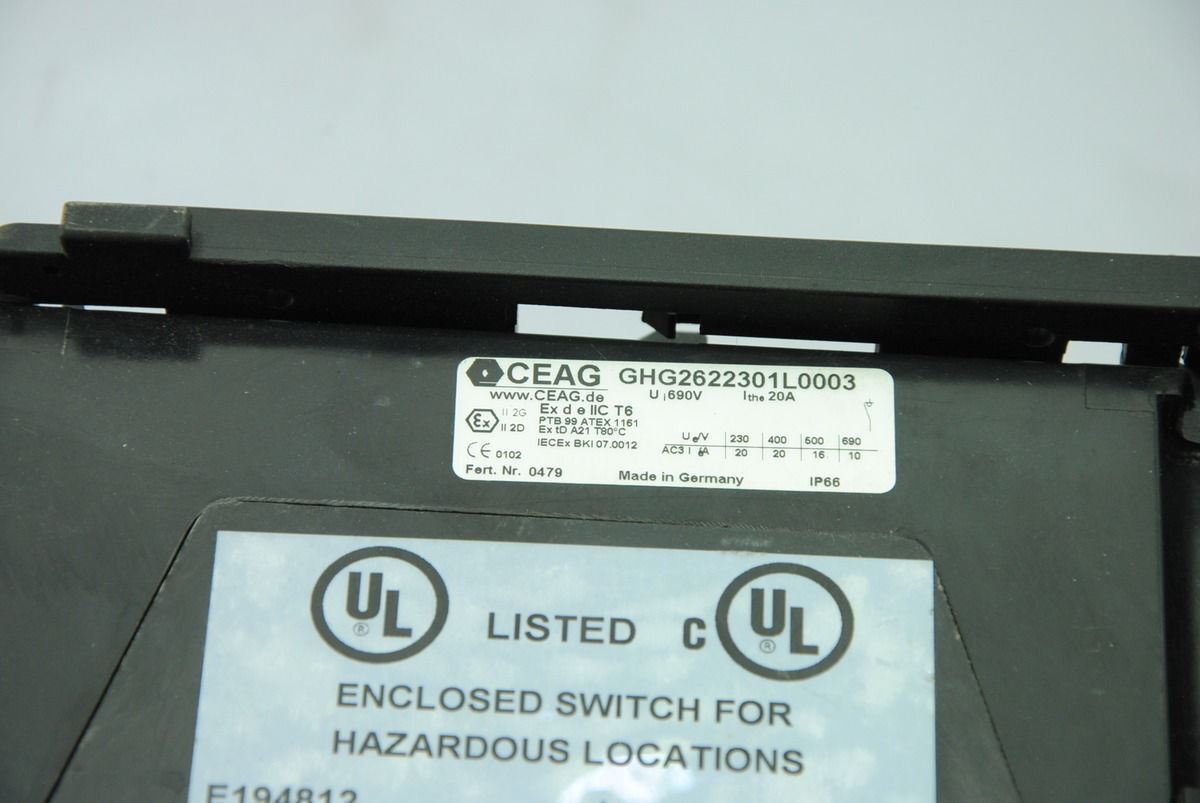 CEAG GHG2622301L0003
www.CEAG.de Ui 690V Ithe 20A
Ex II 2G Ex d e IIC T6
PTB 99 ATEX 1161
II 2D Ex tD A21 T80°C
IECEx BKI 07.0012
Ue/V 230 400 500 690
AC3 Ie/A 20 20 16 10
CE 0102
Fert. Nr. 0479 Made in Germany IP66
UL ® LISTED C UL ®
ENCLOSED SWITCH FOR
HAZARDOUS LOCATIONS
E194812